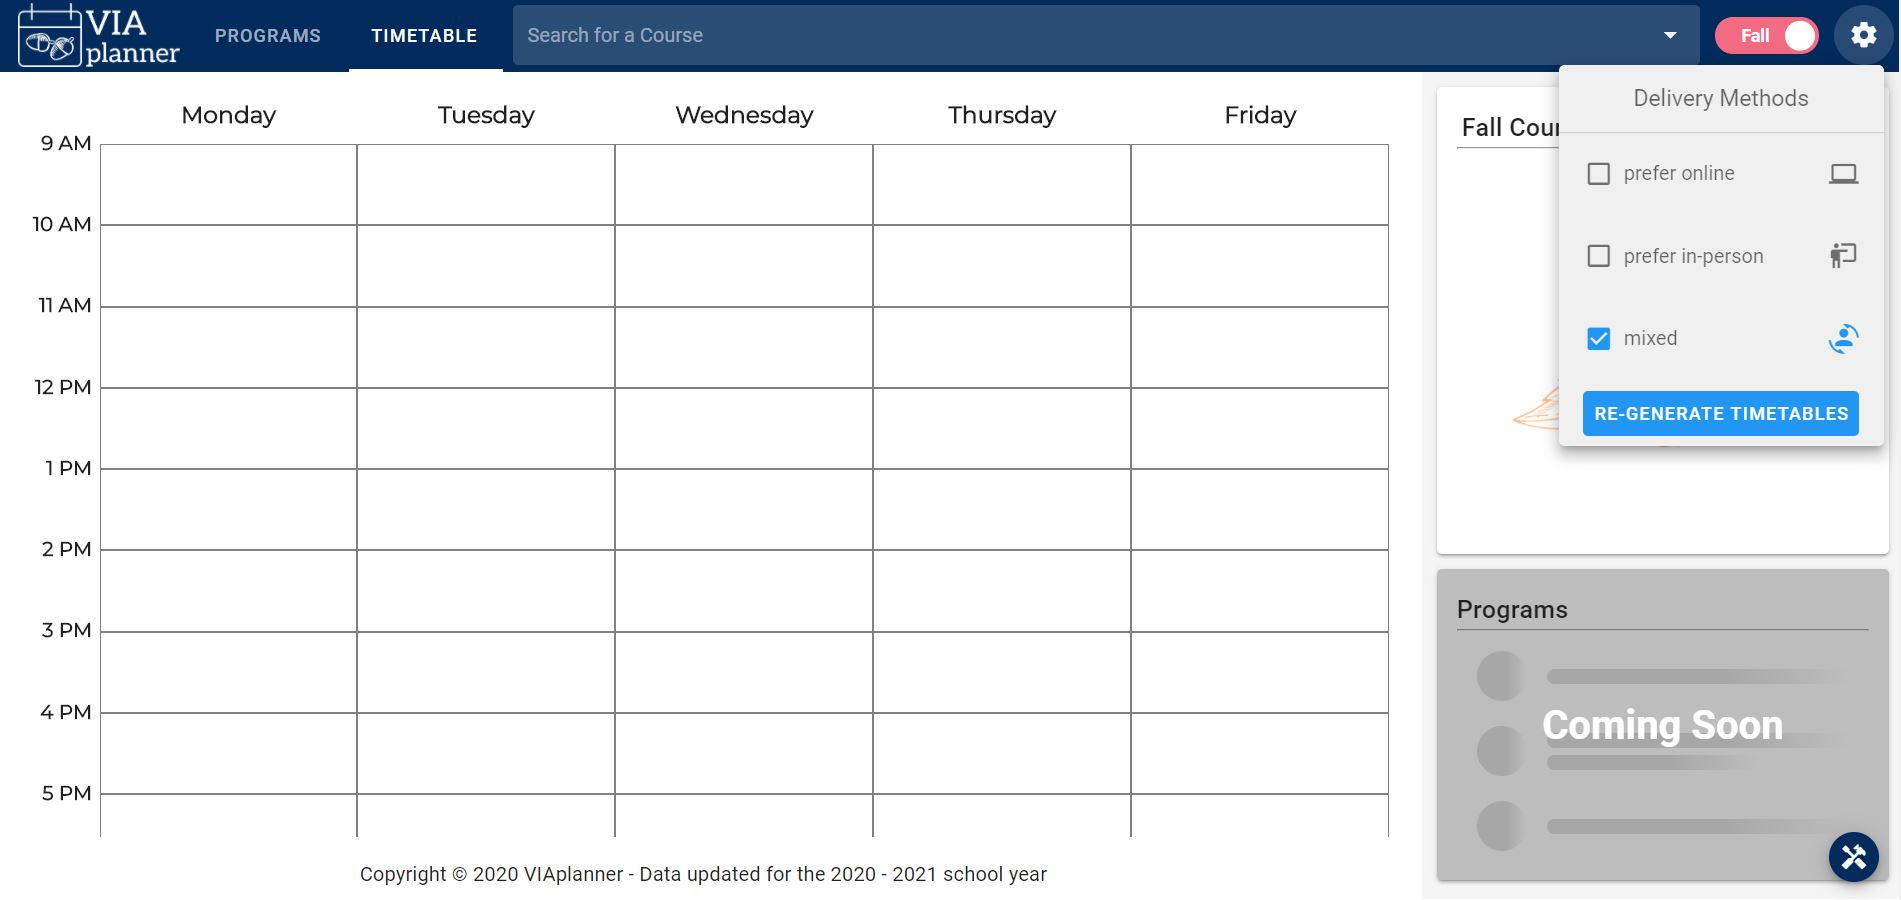 VIA
planner
PROGRAMS
TIMETABLE
Search for a Course
Fall
Monday
Tuesday
Wednesday
Thursday
Friday
9 AM
10 AM
11 AM
12 PM
1 PM
2 PM
3 PM
4 PM
5 PM
Copyright © 2020 VIAplanner - Data updated for the 2020 - 2021 school year
Fall Cour
Delivery Methods
prefer online
prefer in-person
mixed
RE-GENERATE TIMETABLES
Programs
Coming Soon